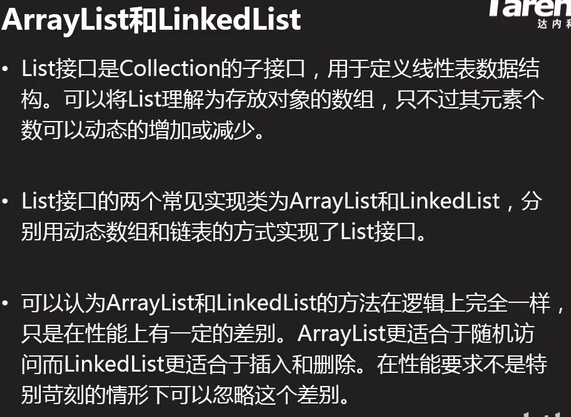 ArrayList和LinkedList
Taren
达内科
• List接口是Collection的子接口，用于定义线性表数据结
构。可以将List理解为存放对象的数组，只不过其元素个
数可以动态的增加或减少。
• List接口的两个常见实现类为ArrayList和LinkedList，分
别用动态数组和链表的方式实现了List接口。
• 可以认为ArrayList和LinkedList的方法在逻辑上完全一样，
只是在性能上有一定的差别。ArrayList更适合于随机访
问而LinkedList更适合于插入和删除。在性能要求不是特
别苛刻的情形下可以忽略这个差别。